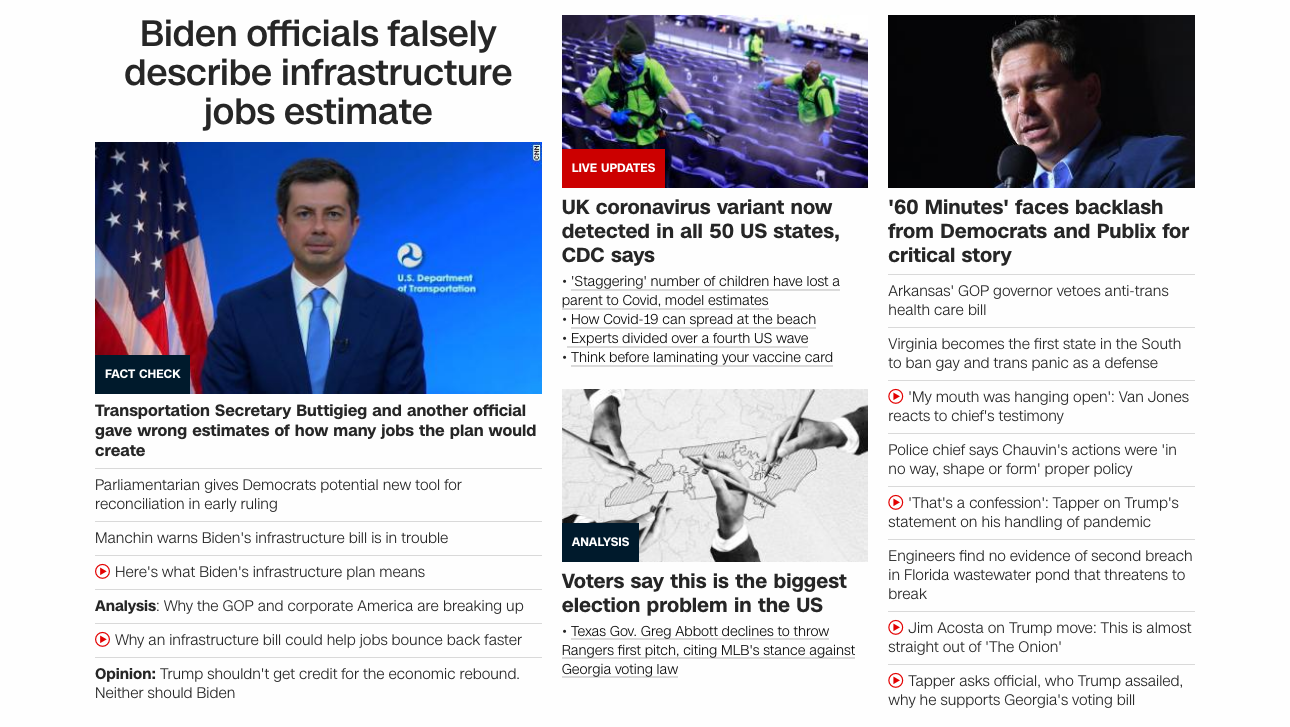 Biden officials falsely
describe infrastructure
jobs estimate
CNN
U.S. Department
of Transportation
FACT CHECK
Transportation Secretary Buttigieg and another official
gave wrong estimates of how many jobs the plan would
create
Parliamentarian gives Democrats potential new tool for
reconciliation in early ruling
Manchin warns Biden's infrastructure bill is in trouble
Here's what Biden's infrastructure plan means
Analysis: Why the GOP and corporate America are breaking up
Why an infrastructure bill could help jobs bounce back faster
Opinion: Trump shouldn't get credit for the economic rebound.
Neither should Biden
LIVE UPDATES
UK coronavirus variant now
detected in all 50 US states,
CDC says
• 'Staggering' number of children have lost a
parent to Covid, model estimates
• How Covid-19 can spread at the beach
• Experts divided over a fourth US wave
• Think before laminating your vaccine card
ANALYSIS
Voters say this is the biggest
election problem in the US
• Texas Gov. Greg Abbott declines to throw
Rangers first pitch, citing MLB's stance against
Georgia voting law
'60 Minutes' faces backlash
from Democrats and Publix for
critical story
Arkansas' GOP governor vetoes anti-trans
health care bill
Virginia becomes the first state in the South
to ban gay and trans panic as a defense
'My mouth was hanging open': Van Jones
reacts to chief's testimony
Police chief says Chauvin's actions were 'in
no way, shape or form' proper policy
'That's a confession': Tapper on Trump's
statement on his handling of pandemic
Engineers find no evidence of second breach
in Florida wastewater pond that threatens to
break
Jim Acosta on Trump move: This is almost
straight out of 'The Onion'
Tapper asks official, who Trump assailed,
why he supports Georgia's voting bill